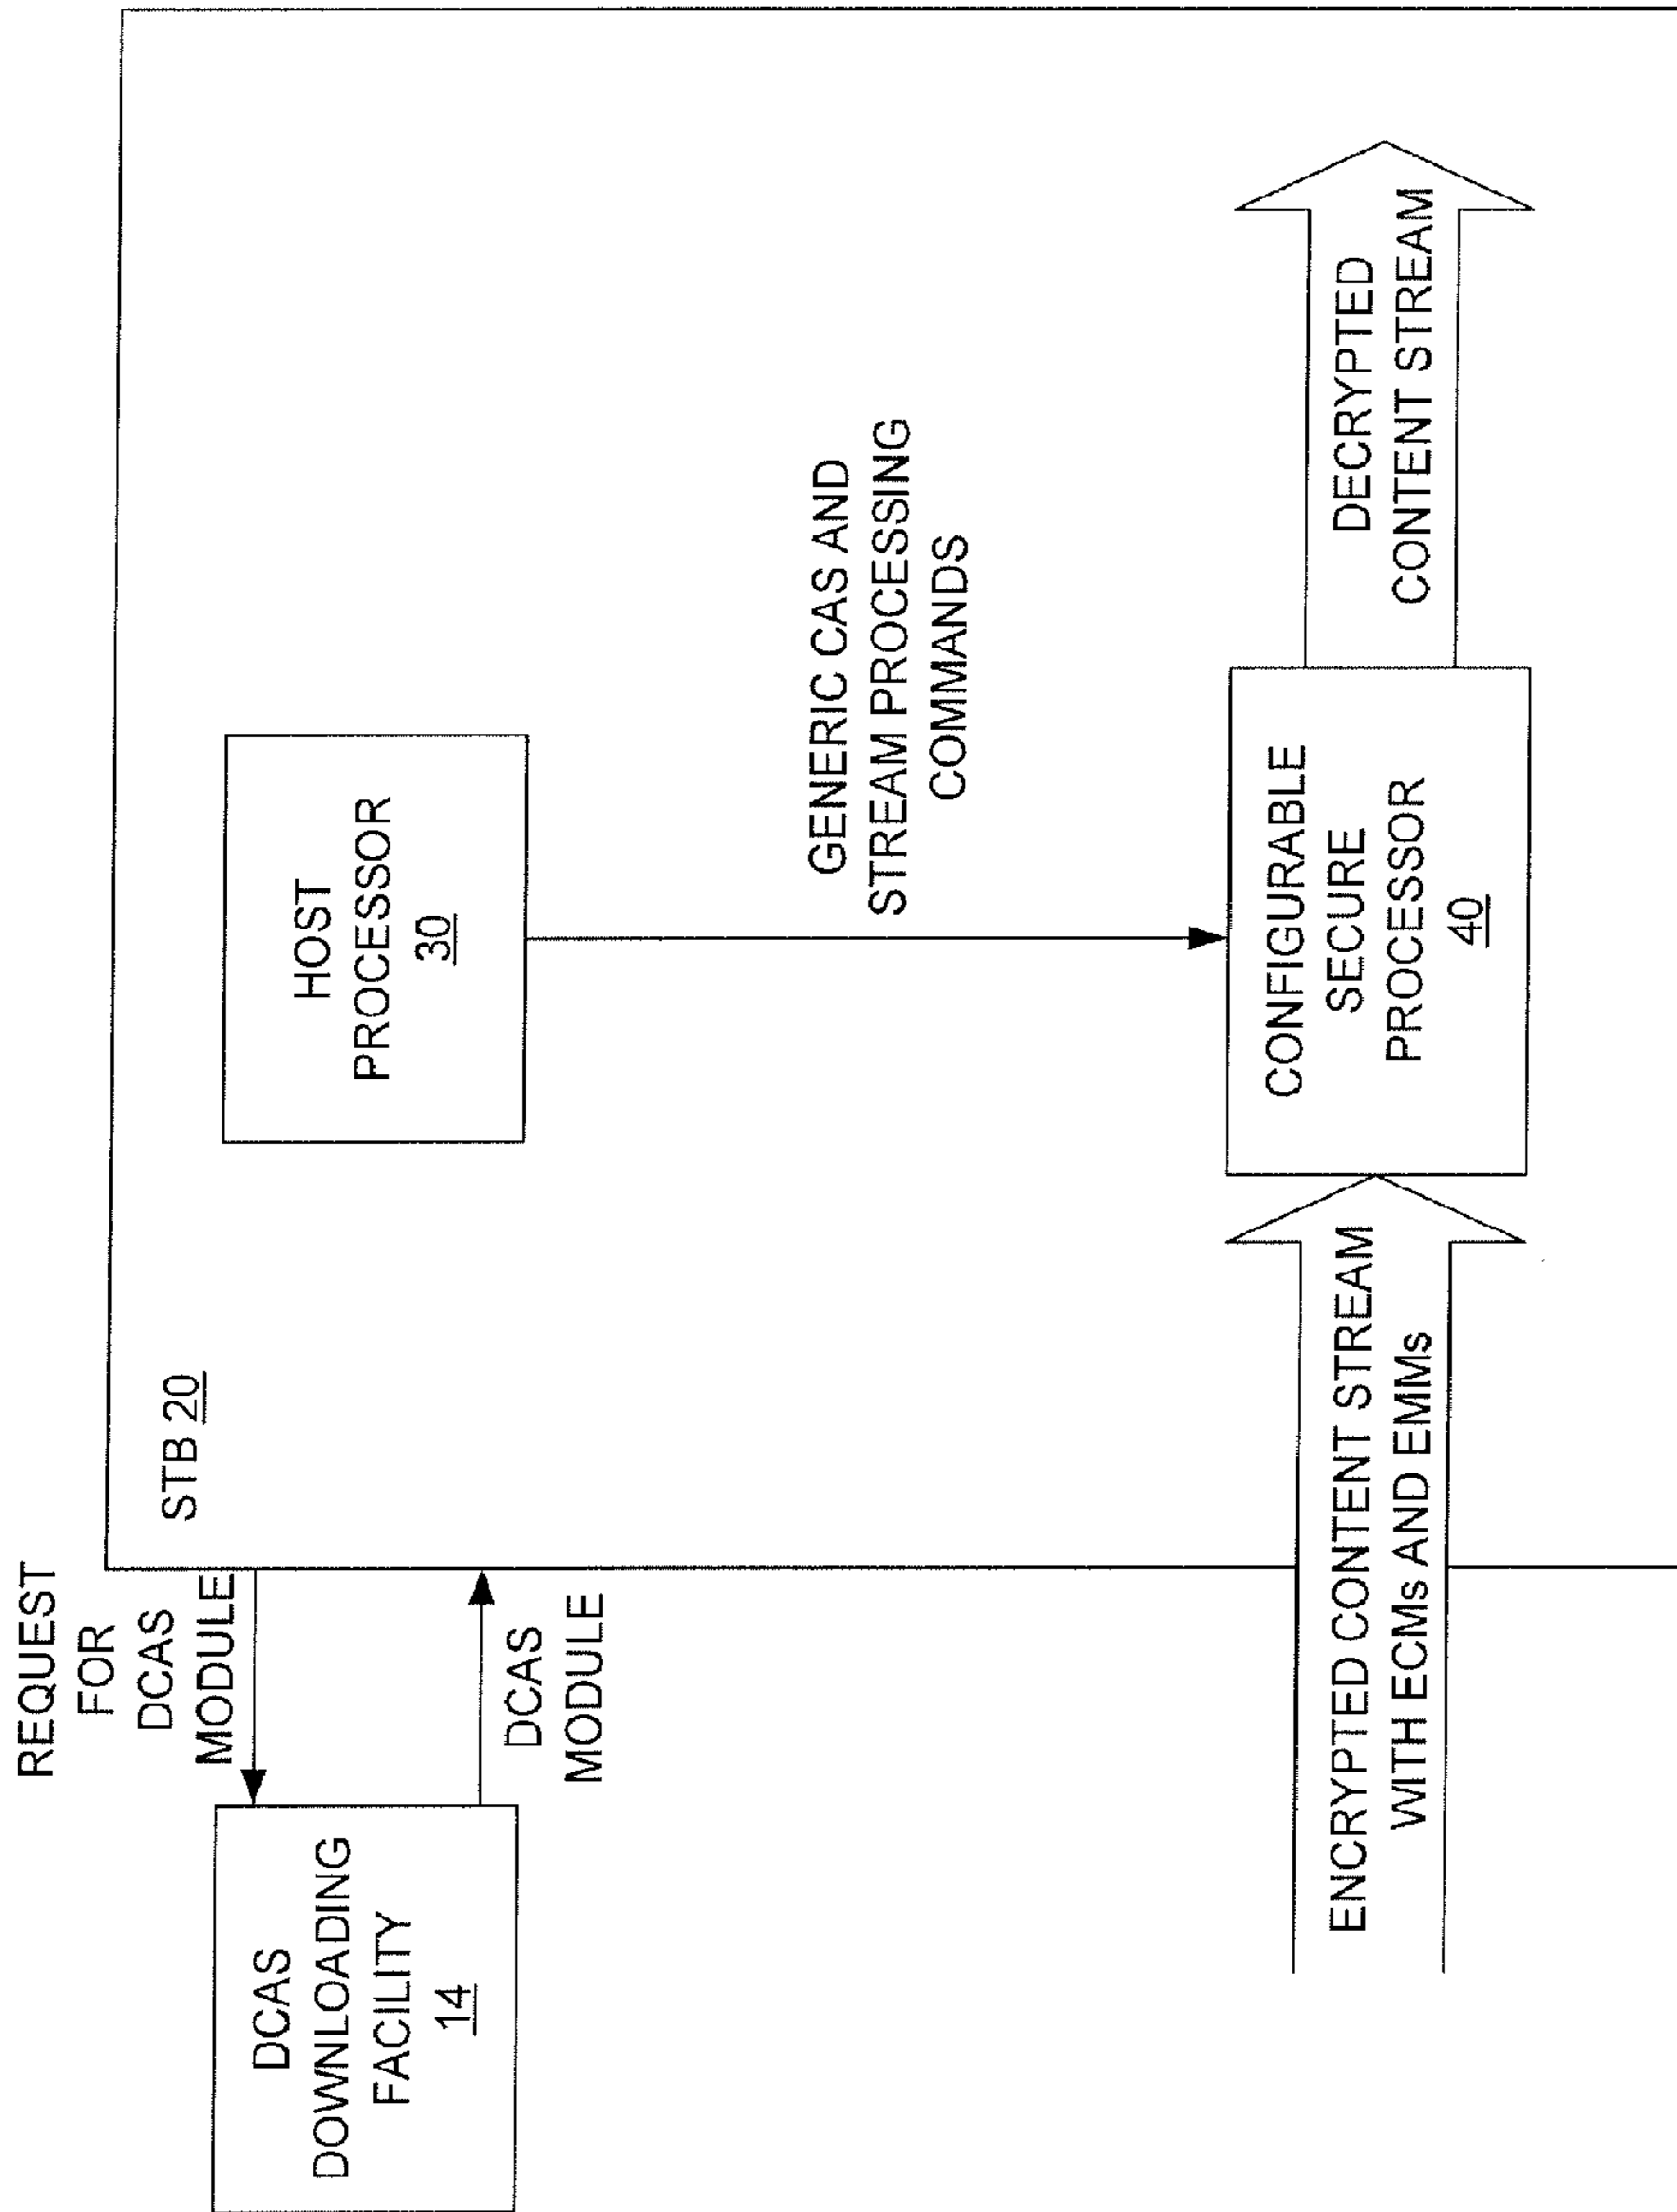 REQUEST
FOR
DCAS
MODULE
STB 20
DCAS
DOWNLOADING
FACILITY
14
DCAS
MODULE
HOST
PROCESSOR
30
GENERIC CAS AND
STREAM PROCESSING
COMMANDS
ENCRYPTED CONTENT STREAM
WITH ECMs AND EMMs
CONFIGURABLE
SECURE
PROCESSOR
40
DECRYPTED
CONTENT STREAM